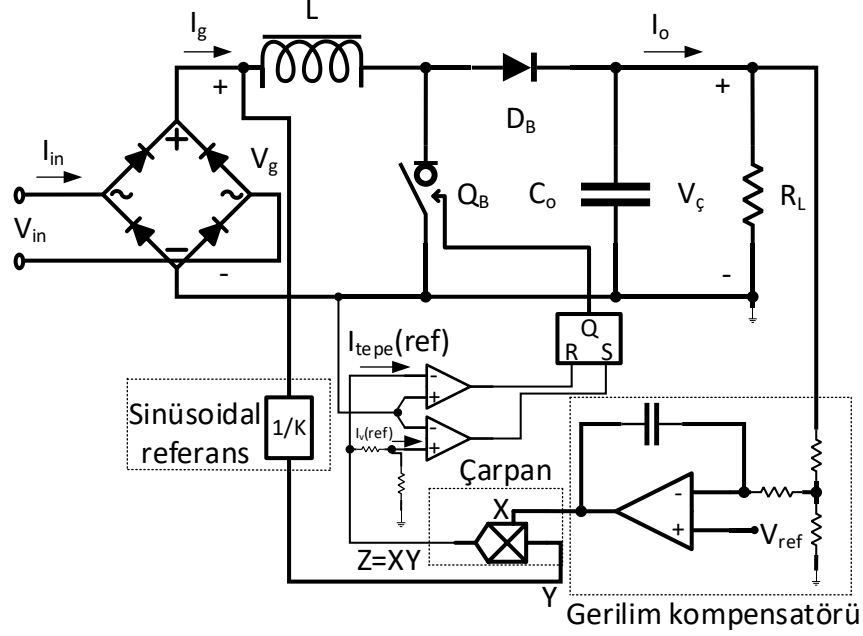 I_g
L
I_o
+
D_B
+
I_in
+
V_g
Q_B
C_o
V_ç
R_L
V_in
-
-
-
Q
R S
I_tepe(ref)
-
+
Sinüsoidal
referans
1/K
I_v(ref)
-
+
Çarpan
X
-
+
V_ref
Z=XY
Y
Gerilim kompensatörü